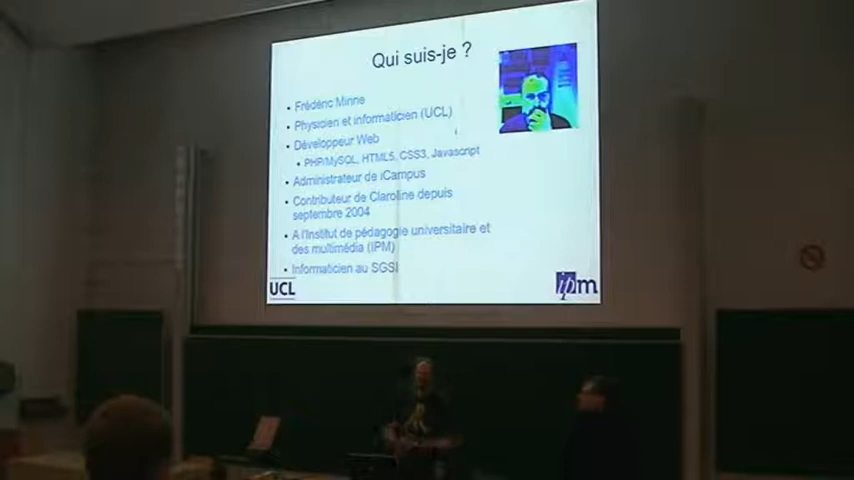 Qui suis-je ?
• Frédéric Minne
• Physicien et informaticien (UCL)
• Développeur Web
• PHP/MySQL, HTML5, CSS3, Javascript
• Administrateur de iCampus
• Contributeur de Claroline depuis
septembre 2004
• A l'Institut de pédagogie universitaire et
des multimédia (IPM)
• Informaticien au SGSI
UCL
ipm